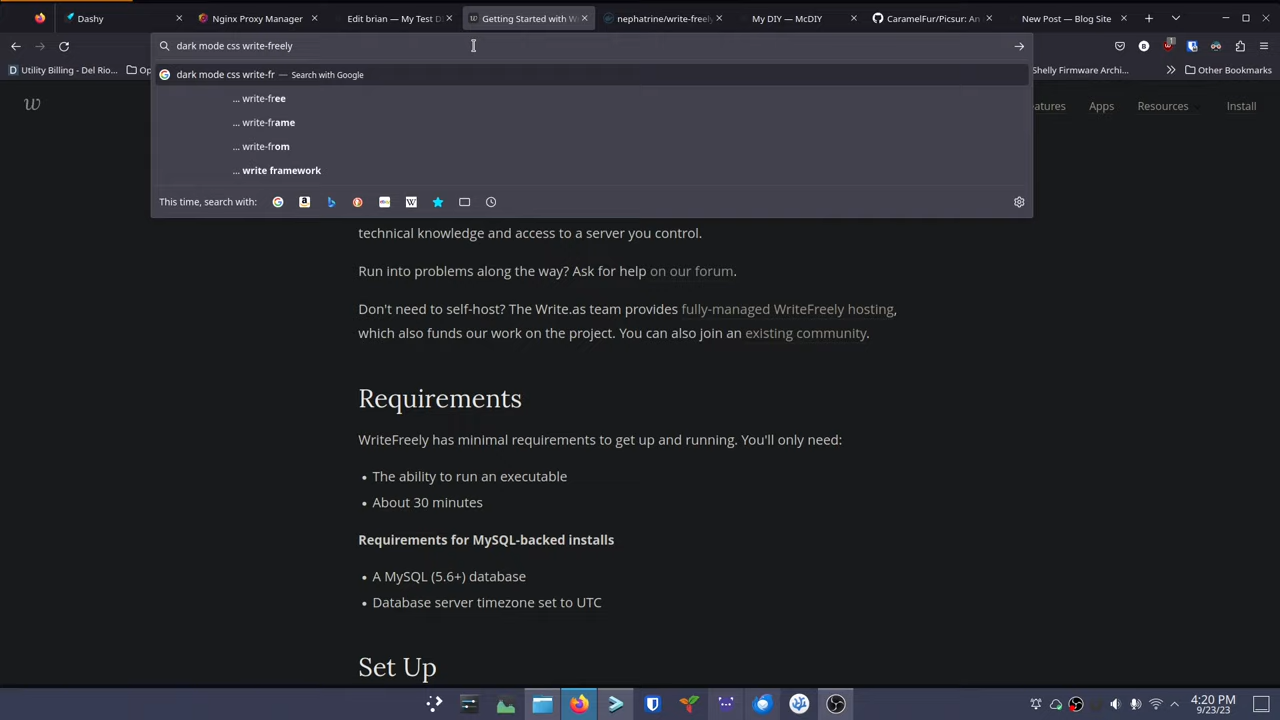 Dashy
Nginx Proxy Manager
Edit brian — My Test D
Getting Started with W
nephatrine/write-freely
My DIY — McDIY
CaramelFur/Picsur: An
New Post — Blog Site
dark mode css write-freely
Utility Billing - Del Rio...
Op
Shelly Firmware Archi...
Other Bookmarks
dark mode css write-fr — Search with Google
... write-free
... write-frame
... write-from
... write framework
This time, search with:
w
eatures
Apps
Resources
Install
technical knowledge and access to a server you control.
Run into problems along the way? Ask for help on our forum.
Don't need to self-host? The Write.as team provides fully-managed WriteFreely hosting,
which also funds our work on the project. You can also join an existing community.
Requirements
WriteFreely has minimal requirements to get up and running. You'll only need:
• The ability to run an executable
• About 30 minutes
Requirements for MySQL-backed installs
• A MySQL (5.6+) database
• Database server timezone set to UTC
Set Up
4:20 PM
9/23/23